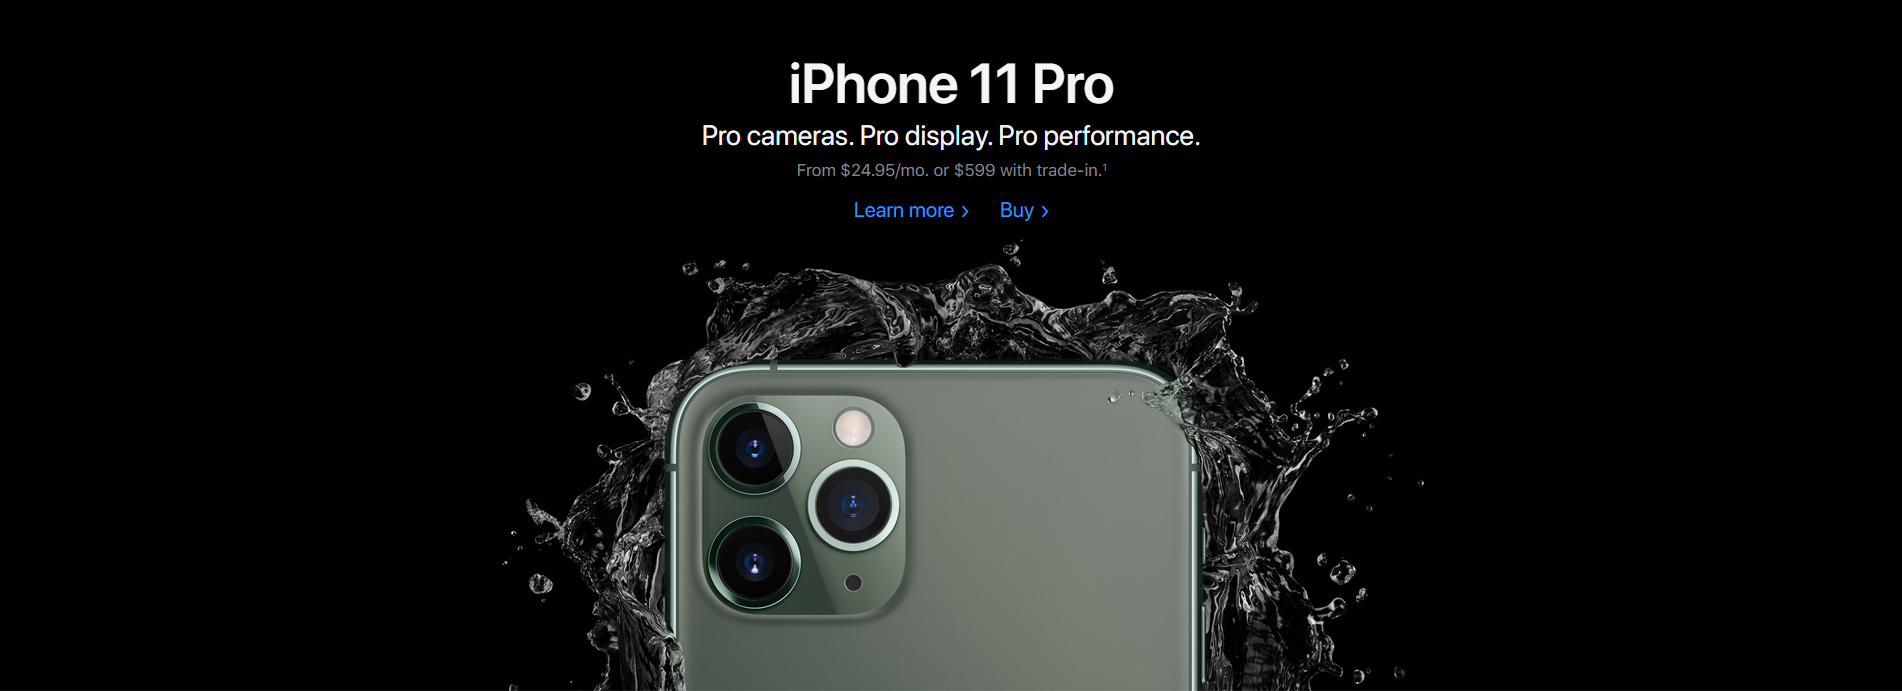 iPhone 11 Pro
Pro cameras. Pro display. Pro performance.
From $24.95/mo. or $599 with trade-in.¹
Learn more > Buy >